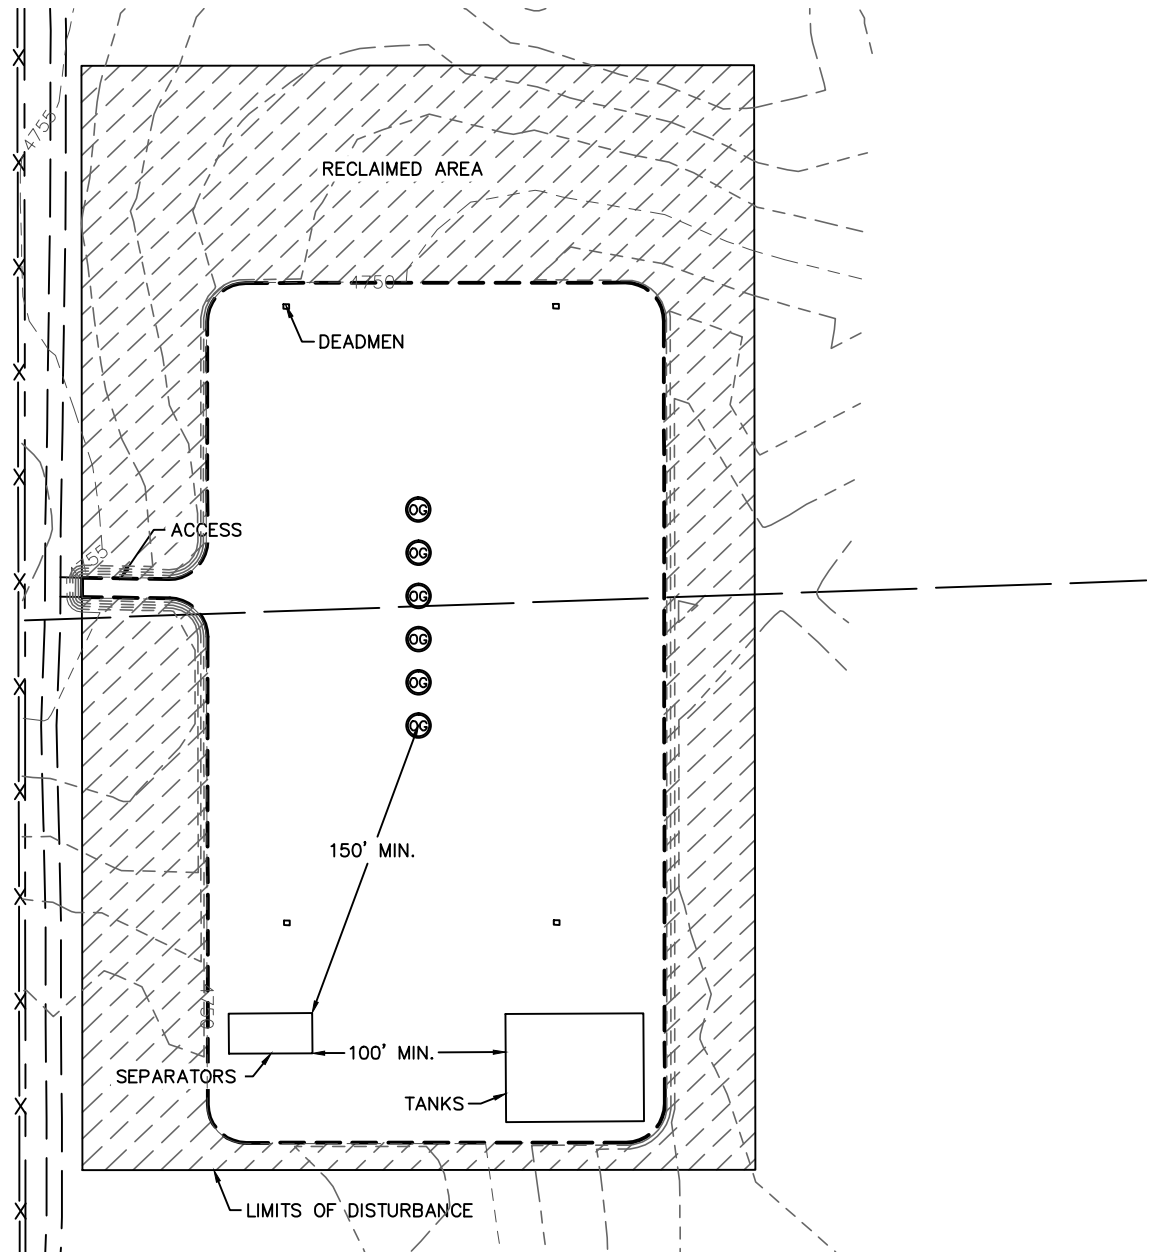 4755
RECLAIMED AREA
4750
DEADMEN
OG
ACCESS
OG
OG
OG
OG
OG
150' MIN.
4750
100' MIN.
SEPARATORS
TANKS
LIMITS OF DISTURBANCE